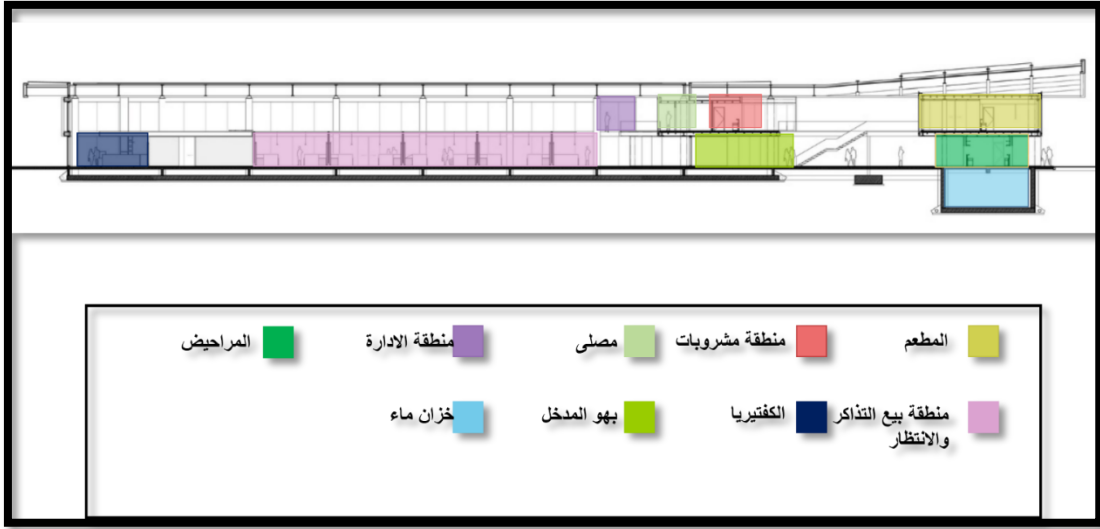 المطعم
منطقة مشروبات
مصلى
منطقة الادارة
المراحيض
منطقة بيع التذاكر
والانتظار
الكفتيريا
بهو المدخل
خزان ماء